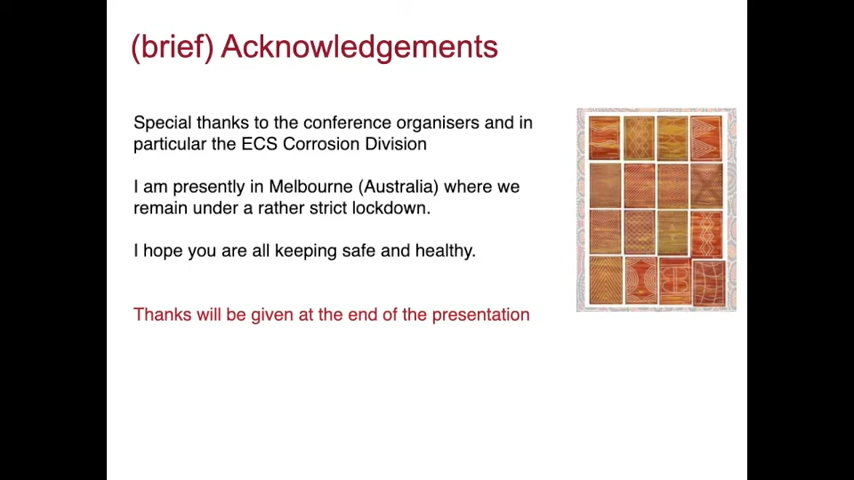 (brief) Acknowledgements
Special thanks to the conference organisers and in
particular the ECS Corrosion Division
I am presently in Melbourne (Australia) where we
remain under a rather strict lockdown.
I hope you are all keeping safe and healthy.
Thanks will be given at the end of the presentation